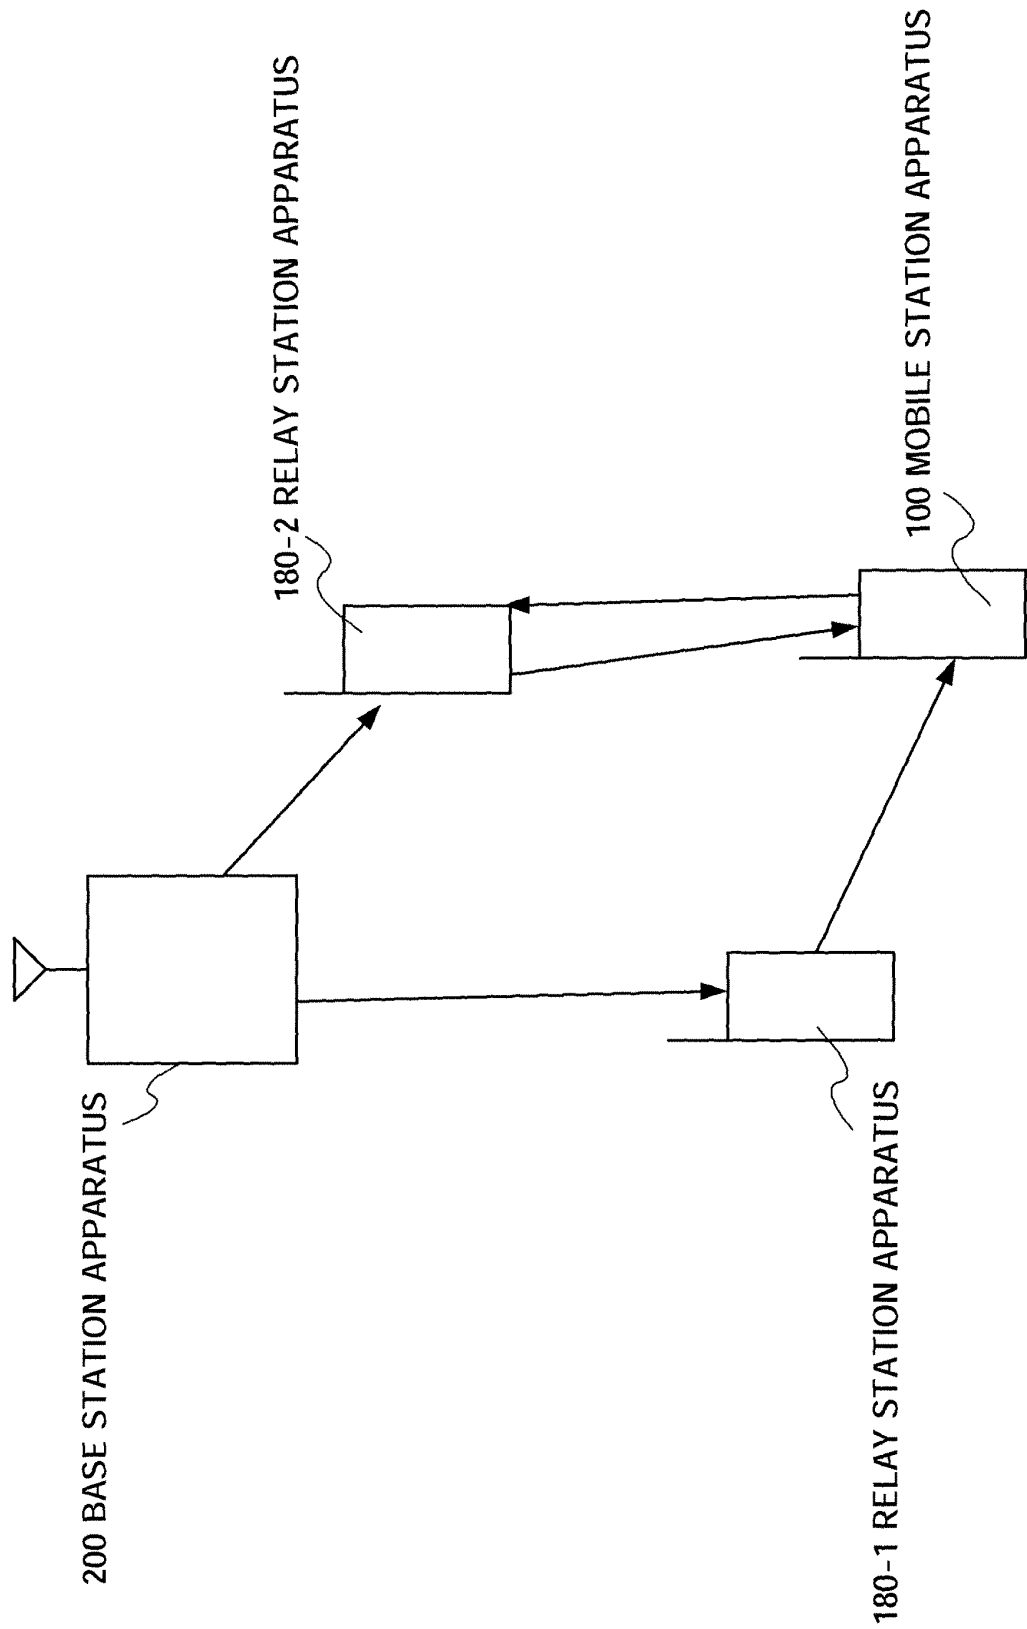 200 BASE STATION APPARATUS
180-2 RELAY STATION APPARATUS
180-1 RELAY STATION APPARATUS
100 MOBILE STATION APPARATUS